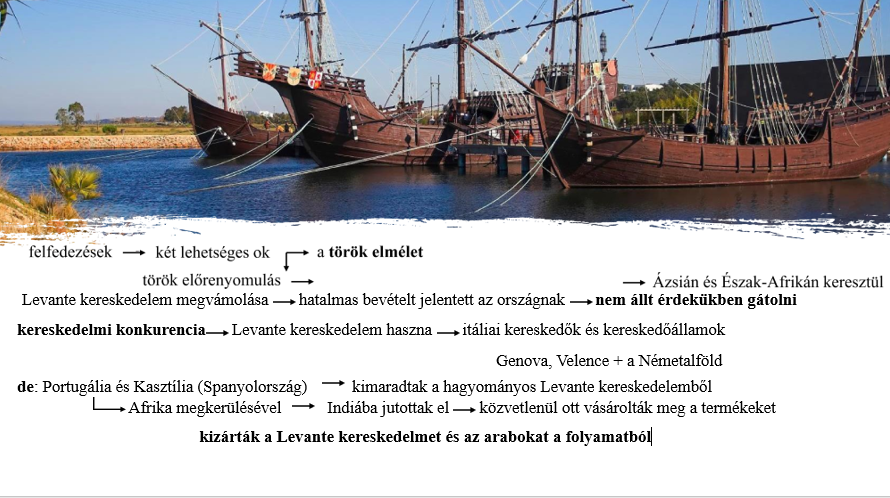 felfedezések → két lehetséges ok → a török elmélet
török előrenyomulás → → Ázsián és Észak-Afrikán keresztül
Levante kereskedelem megvámolása → hatalmas bevételt jelentett az országnak → nem állt érdekükben gátolni
kereskedelmi konkurencia → Levante kereskedelem haszna → itáliai kereskedők és kereskedőállamok
Genova, Velence + a Németalföld
de: Portugália és Kasztília (Spanyolország) → kimaradtak a hagyományos Levante kereskedelemből
→ Afrika megkerülésével → Indiába jutottak el → közvetlenül ott vásárolták meg a termékeket
kizárták a Levante kereskedelmet és az arabokat a folyamatból